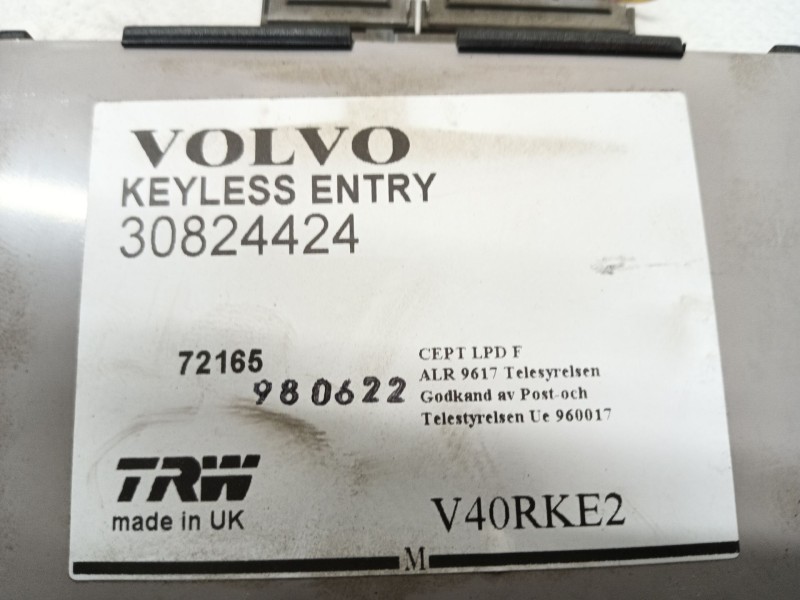 VOLVO
KEYLESS ENTRY
30824424
72165
980622
CEPT LPD F
ALR 9617 Telesyrelsen
Godkand av Post-och
Telestyrelsen Ue 960017
TRW
made in UK
V40RKE2
M